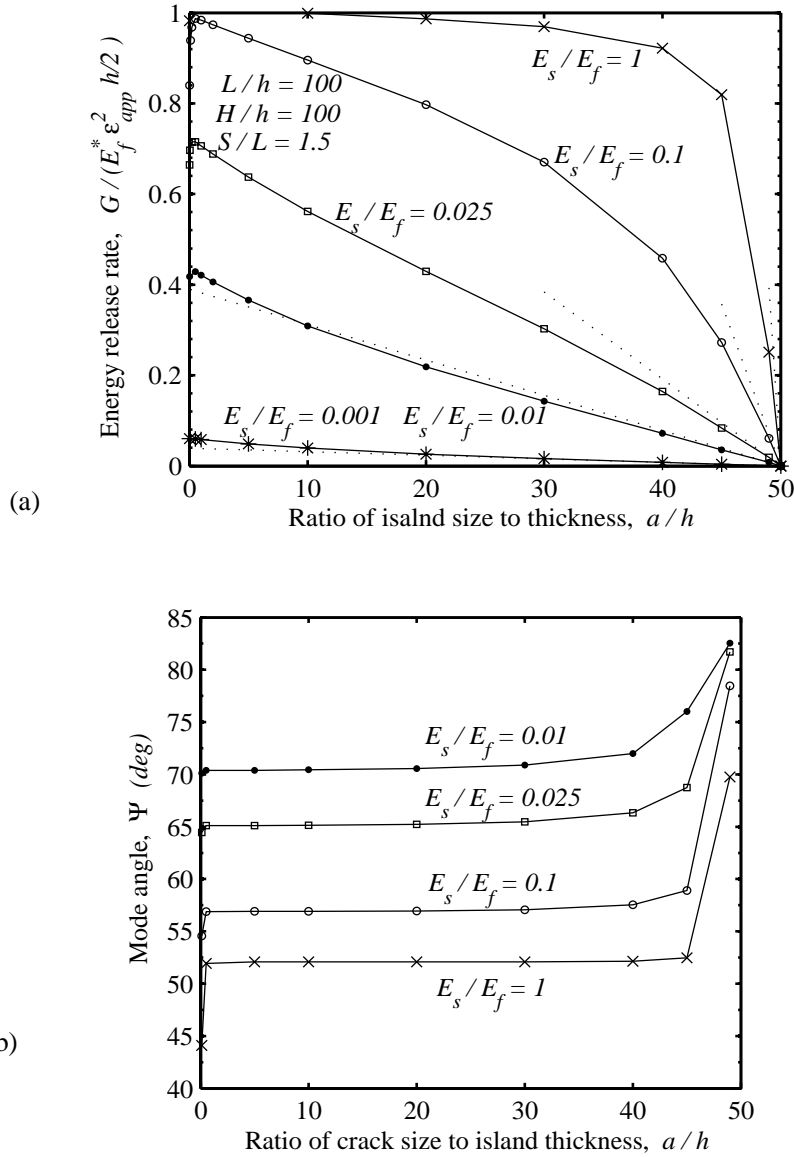 1
0.8
0.6
0.4
0.2
0
0 10 20 30 40 50
Energy release rate, G / (E*f ε²app h/2 )
L / h = 100
H / h = 100
S / L = 1.5
Es / Ef = 1
Es / Ef = 0.1
Es / Ef = 0.025
Es / Ef = 0.001 Es / Ef = 0.01
Ratio of isalnd size to thickness, a / h
(a)
85
80
75
70
65
60
55
50
45
40
0 10 20 30 40 50
Mode angle, Ψ (deg)
Es / Ef = 0.01
Es / Ef = 0.025
Es / Ef = 0.1
Es / Ef = 1
Ratio of crack size to island thickness, a / h
b)